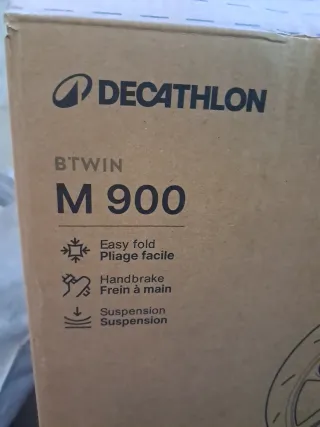 DECATHLON
BTWIN
M 900
Easy fold
Pliage facile
Handbrake
Frein à main
Suspension
Suspension